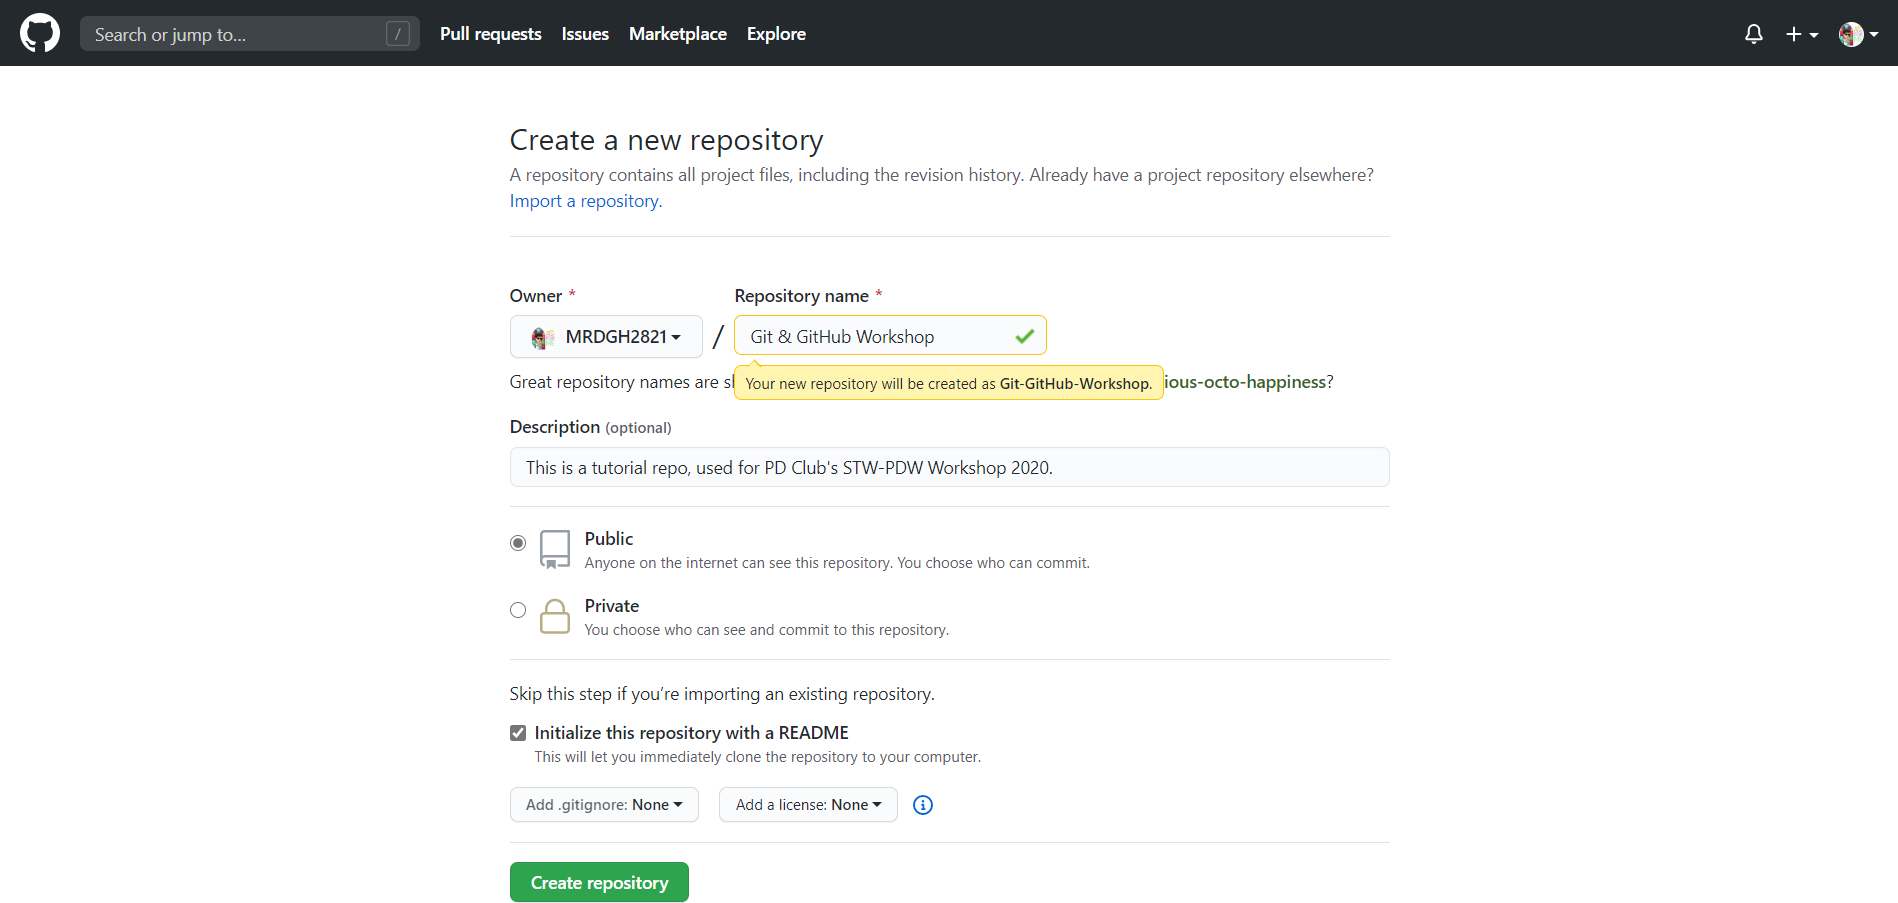 Search or jump to... /
Pull requests Issues Marketplace Explore
Create a new repository
A repository contains all project files, including the revision history. Already have a project repository elsewhere?
Import a repository.
Owner * Repository name *
MRDGH2821 / Git & GitHub Workshop
Great repository names are ious-octo-happiness?
Your new repository will be created as Git-GitHub-Workshop.
Description (optional)
This is a tutorial repo, used for PD Club's STW-PDW Workshop 2020.
Public
Anyone on the internet can see this repository. You choose who can commit.
Private
You choose who can see and commit to this repository.
Skip this step if you’re importing an existing repository.
Initialize this repository with a README
This will let you immediately clone the repository to your computer.
Add .gitignore: None Add a license: None
Create repository